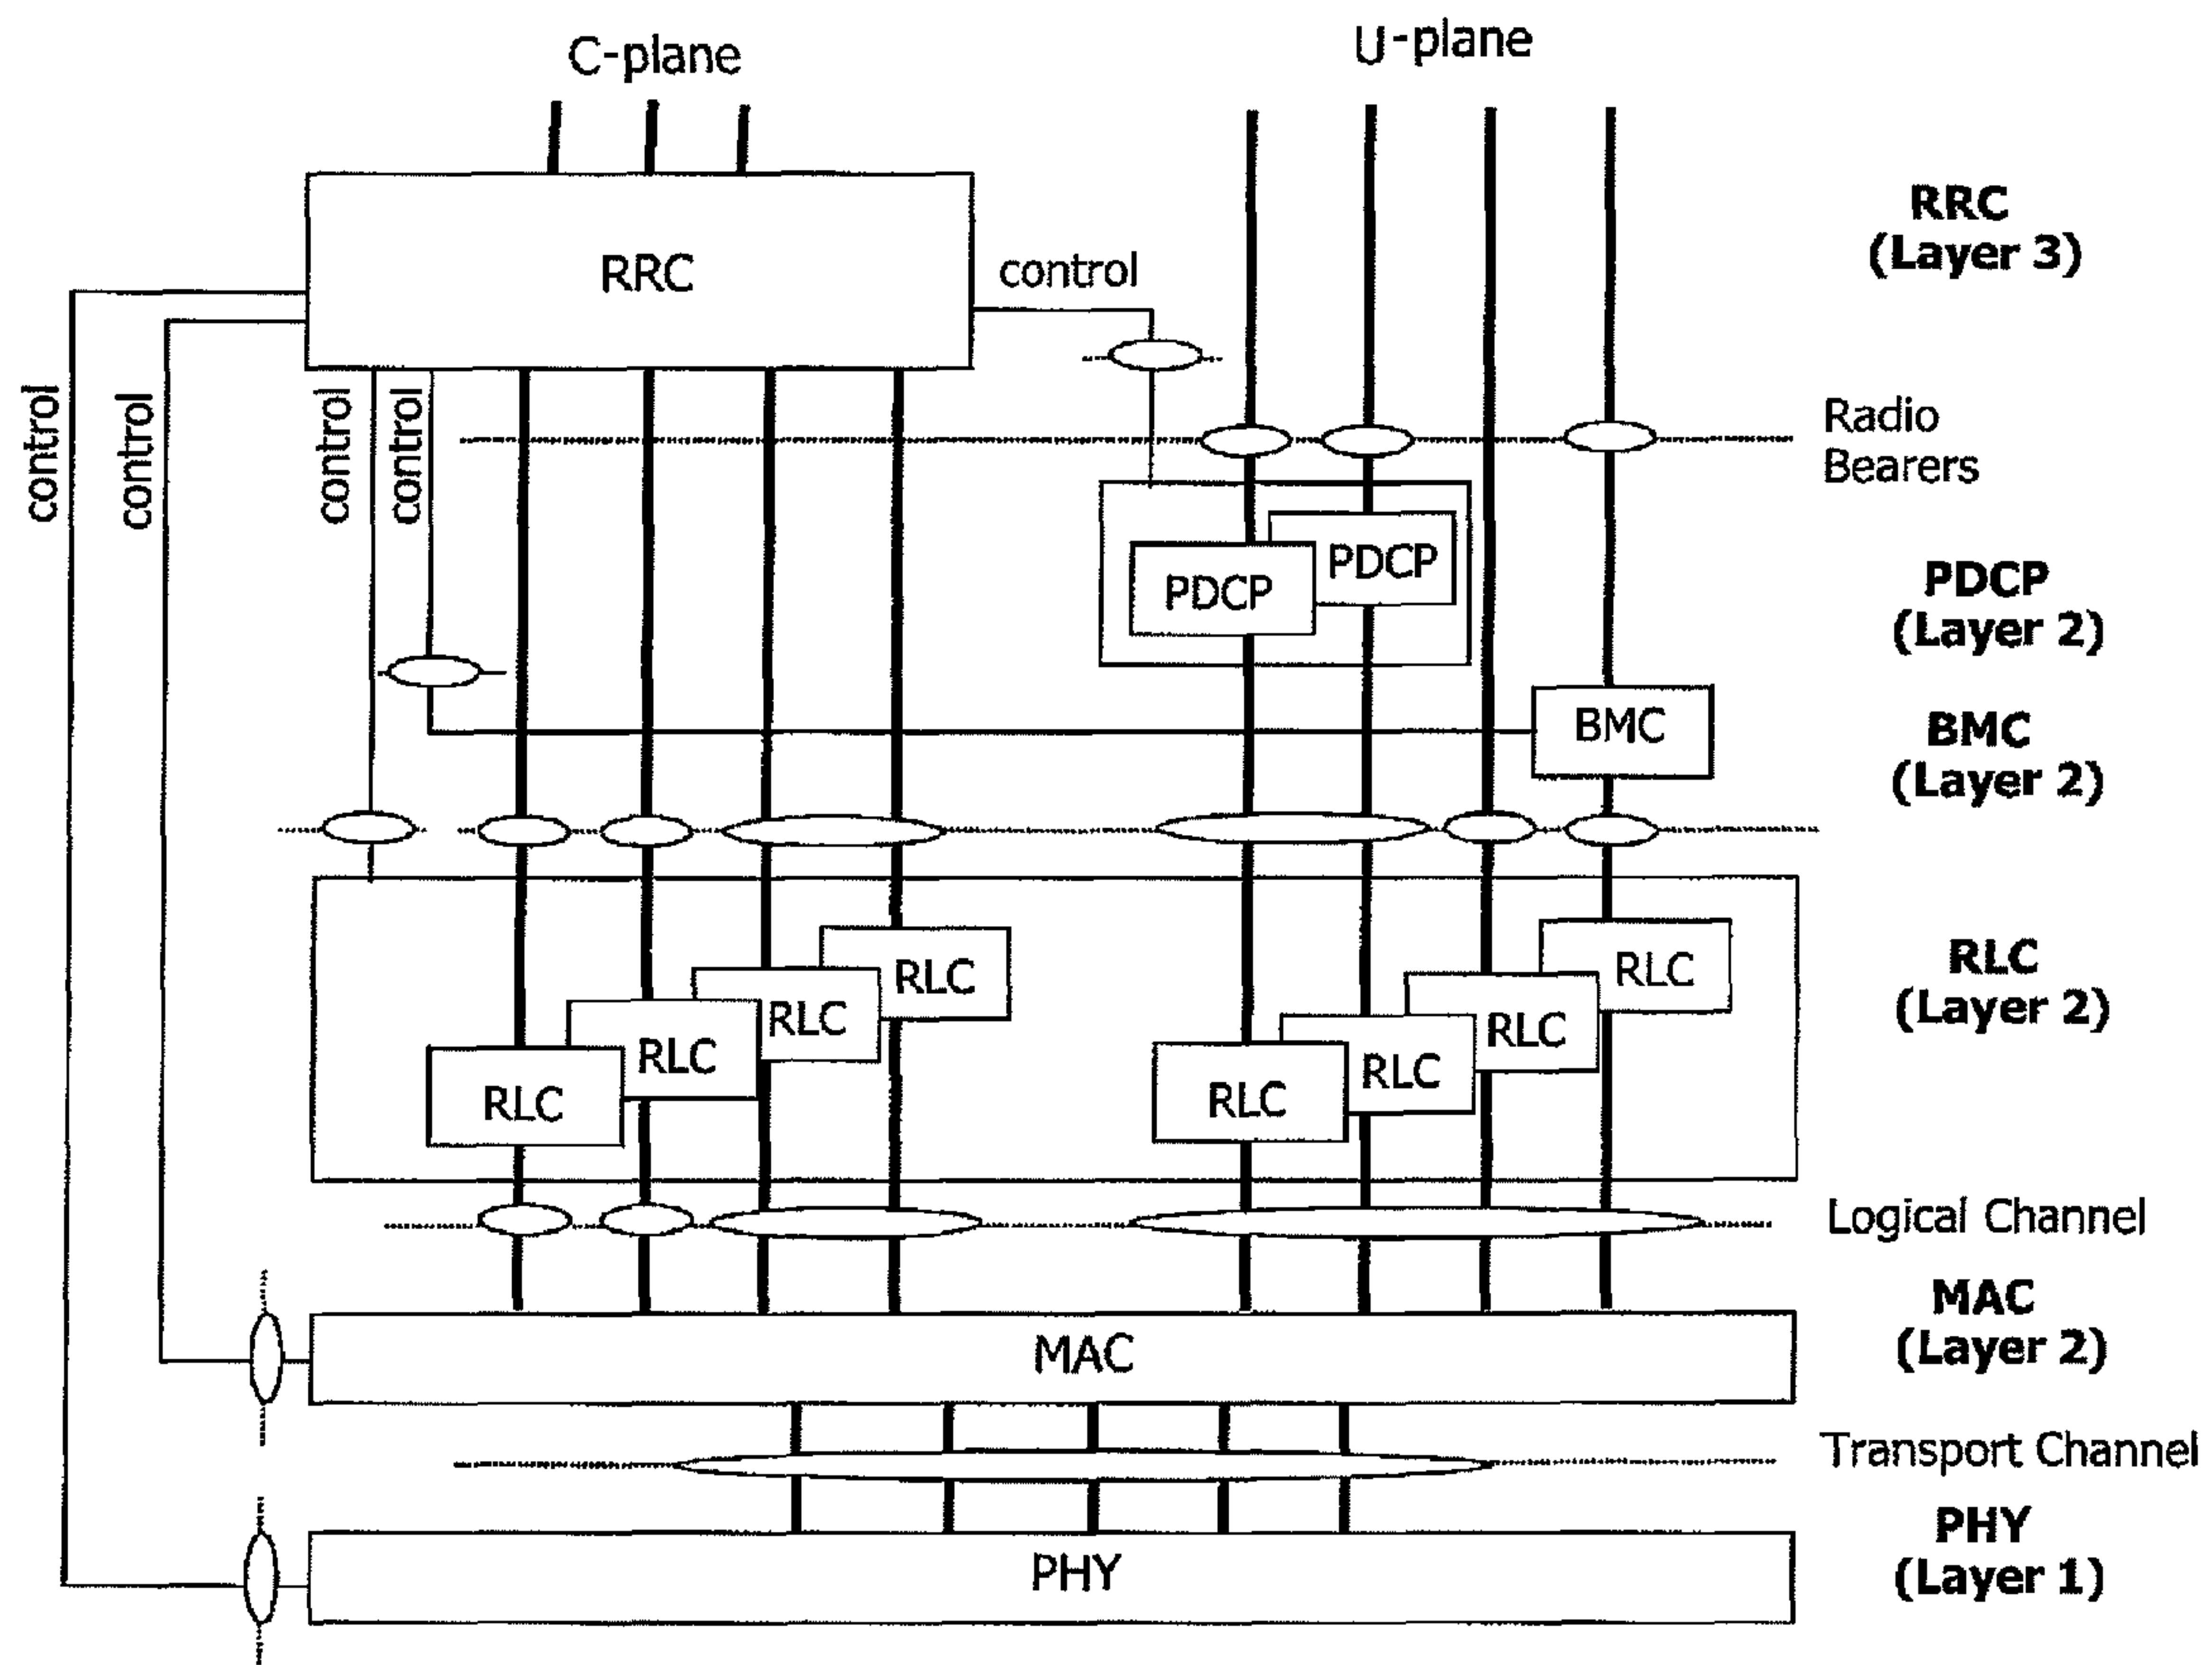 C-plane
U-plane
RRC
control
RRC
(Layer 3)
control
control
control
control
Radio
Bearers
PDCP
PDCP
PDCP
(Layer 2)
BMC
BMC
(Layer 2)
RLC
RLC
RLC
RLC
RLC
RLC
RLC
RLC
RLC
(Layer 2)
Logical Channel
MAC
MAC
(Layer 2)
Transport Channel
PHY
PHY
(Layer 1)